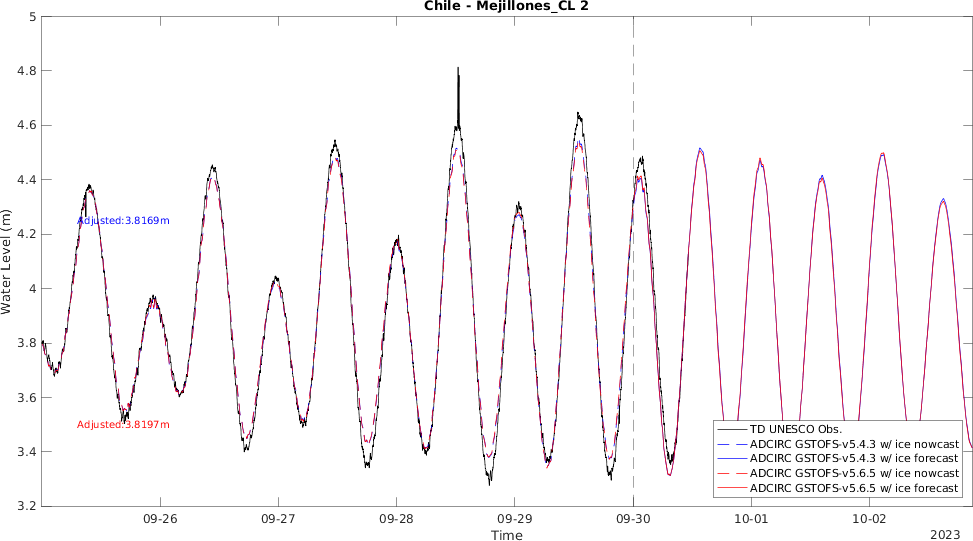 Chile - Mejillones_CL 2
5
4.8
4.6
4.4
4.2
4
3.8
3.6
3.4
3.2
Water Level (m)
Adjusted:3.8169m
Adjusted:3.8197m
TD UNESCO Obs.
ADCIRC GSTOFS-v5.4.3 w/ ice nowcast
ADCIRC GSTOFS-v5.4.3 w/ ice forecast
ADCIRC GSTOFS-v5.6.5 w/ ice nowcast
ADCIRC GSTOFS-v5.6.5 w/ ice forecast
09-26 09-27 09-28 09-29 09-30 10-01 10-02
Time
2023